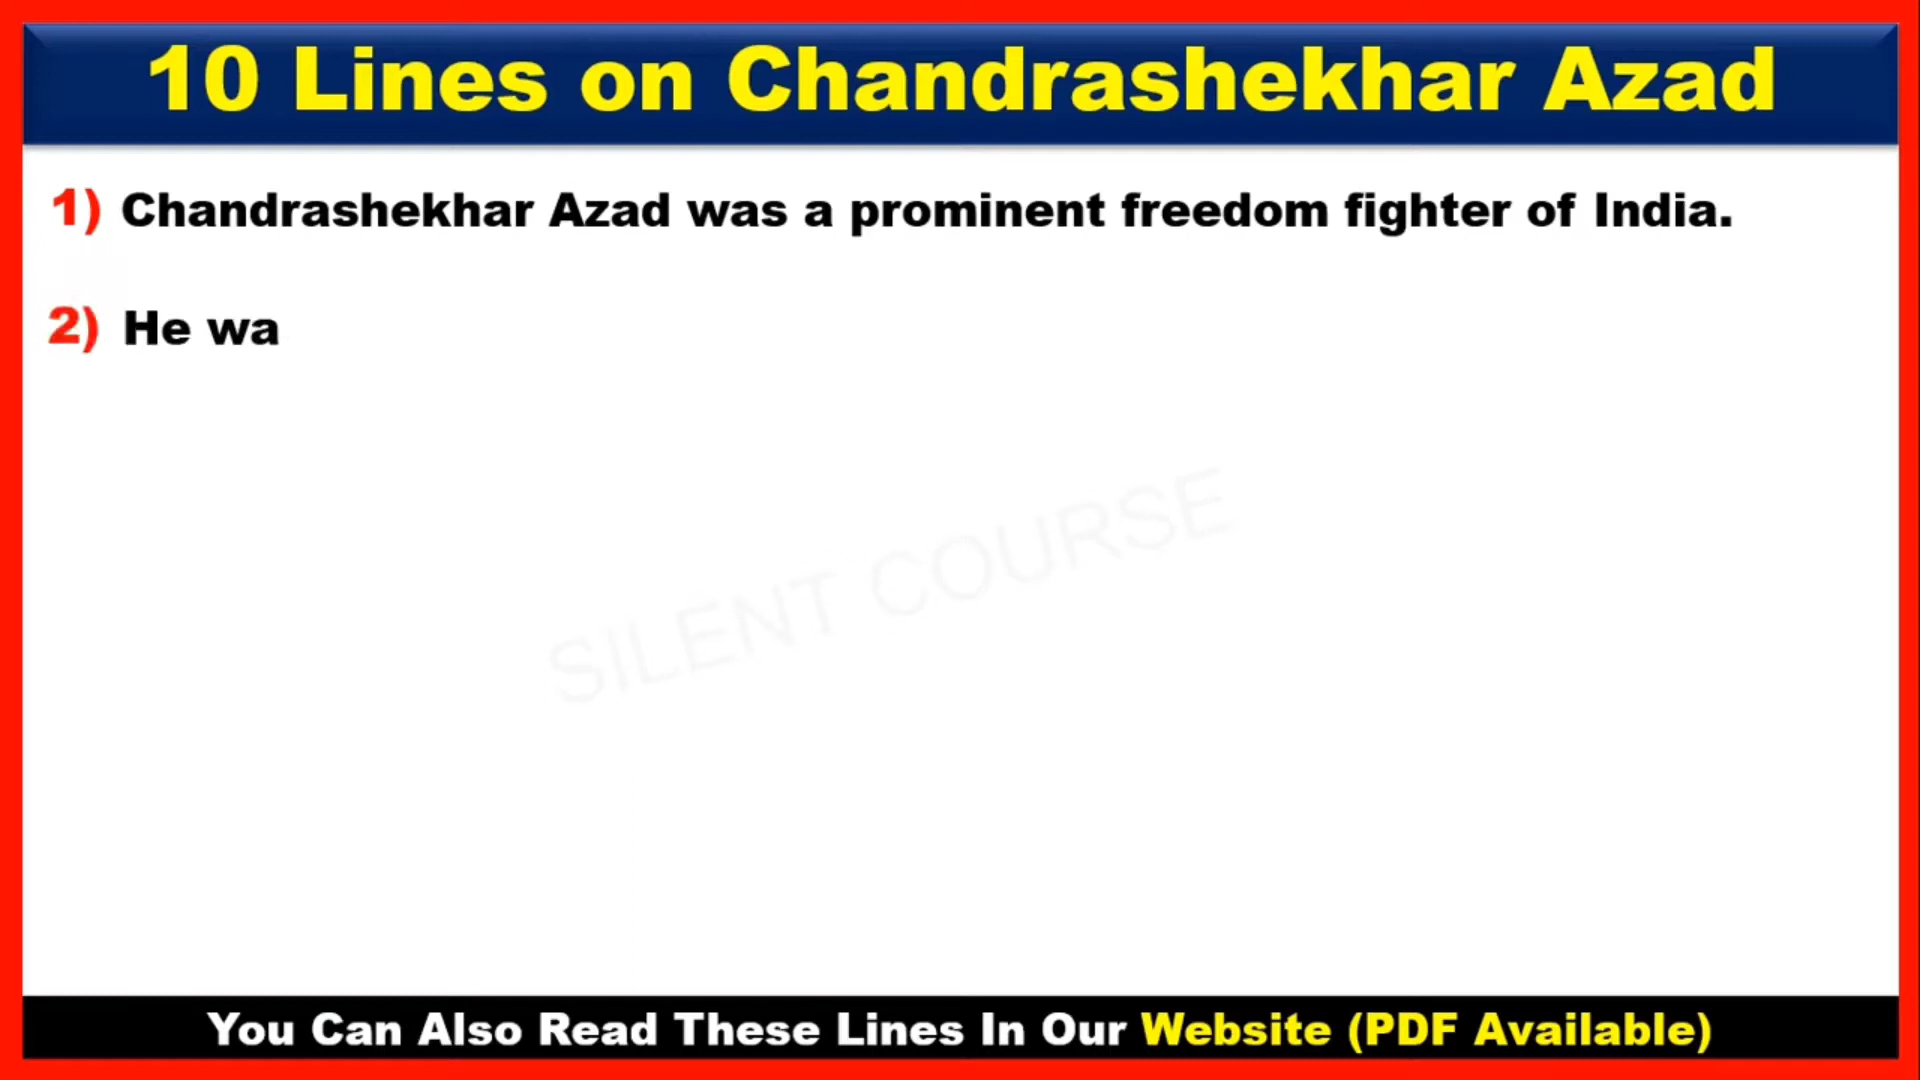 10 Lines on Chandrashekhar Azad
1) Chandrashekhar Azad was a prominent freedom fighter of India.
2) He wa
SILENT COURSE
You Can Also Read These Lines In Our Website (PDF Available)